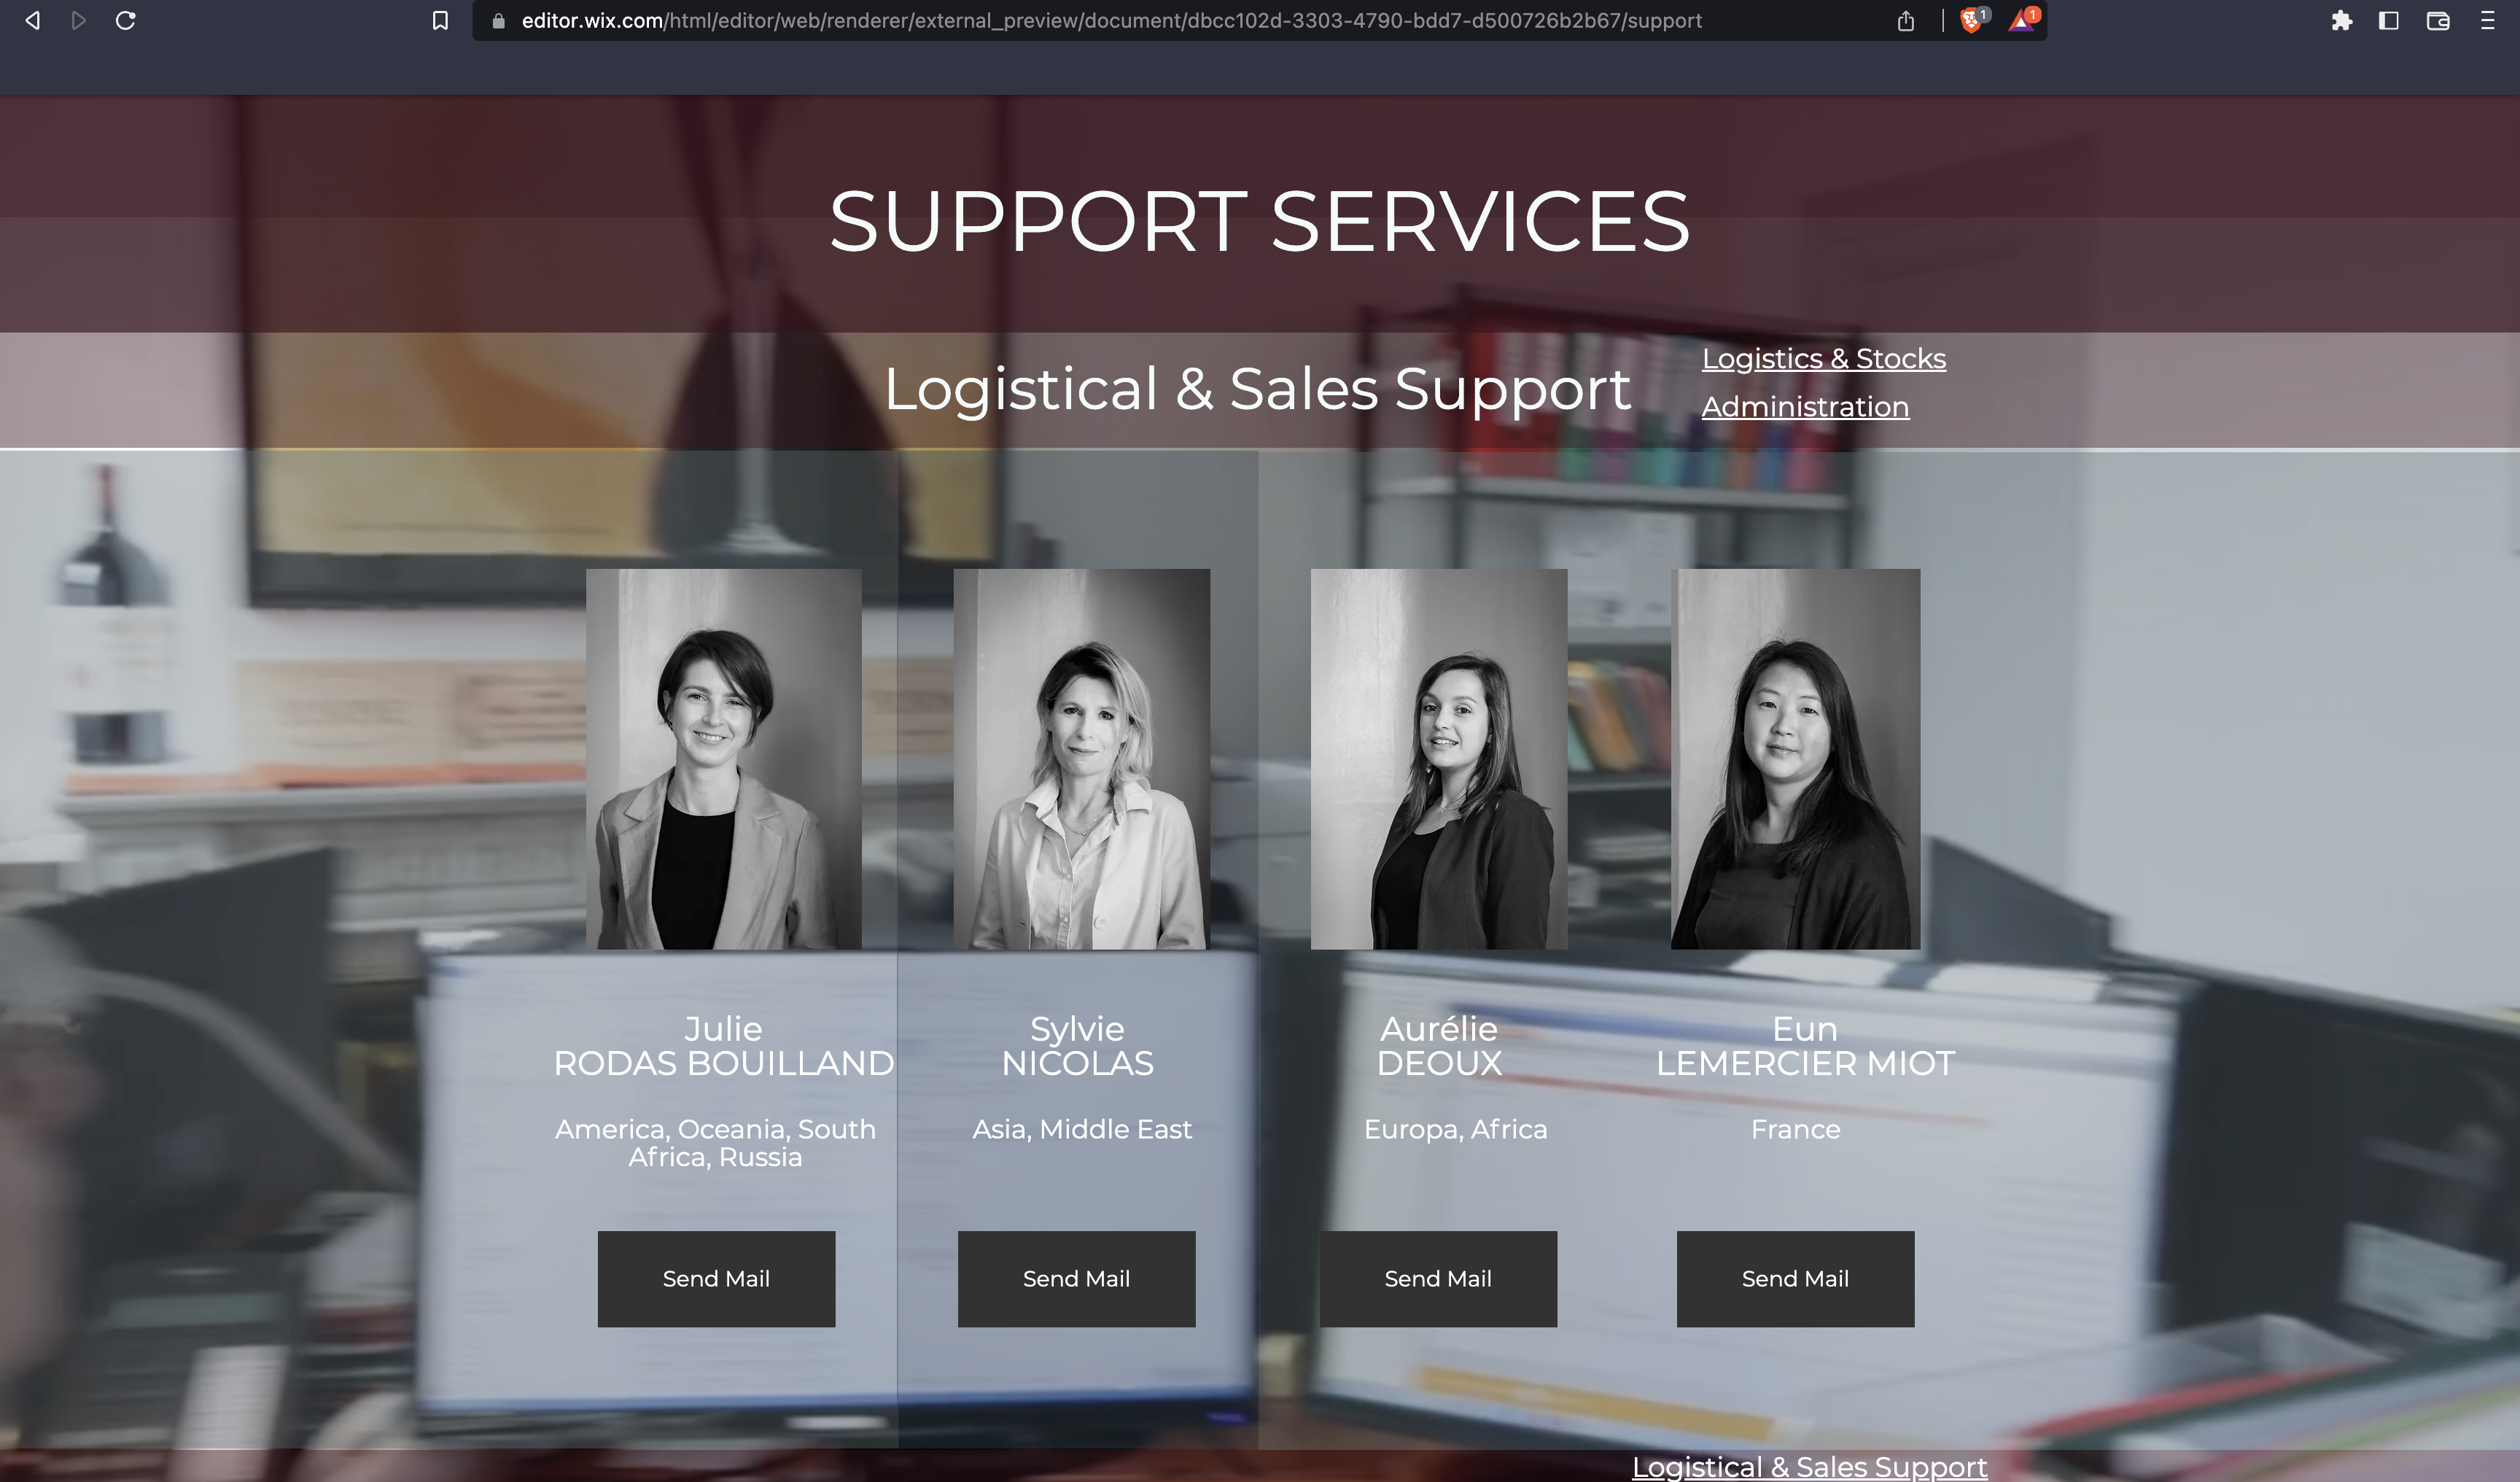 editor.wix.com/html/editor/web/renderer/external_preview/document/dbcc102d-3303-4790-bdd7-d500726b2b67/support
1
1
SUPPORT SERVICES
Logistical & Sales Support
Logistics & Stocks
Administration
Julie
RODAS BOUILLAND
America, Oceania, South
Africa, Russia
Send Mail
Sylvie
NICOLAS
Asia, Middle East
Send Mail
Aurélie
DEOUX
Europa, Africa
Send Mail
Eun
LEMERCIER MIOT
France
Send Mail
Logistical & Sales Support